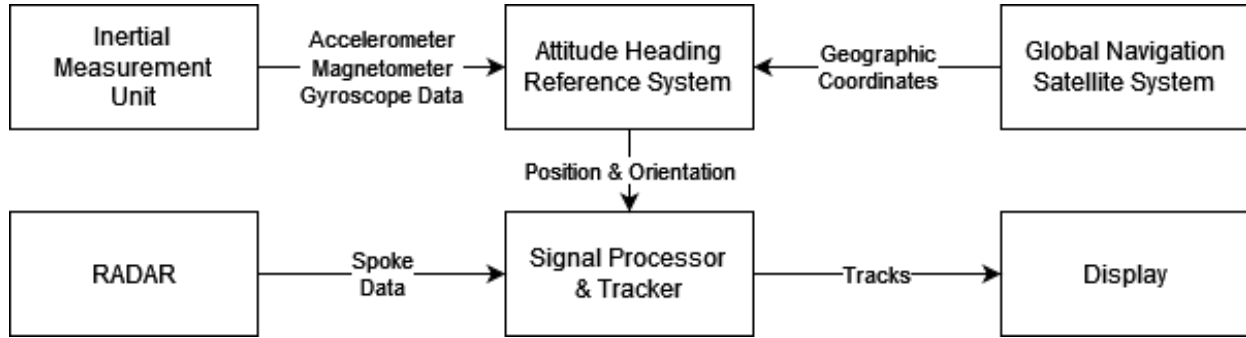 Inertial
Measurement
Unit
Accelerometer
Magnetometer
Gyroscope Data
Attitude Heading
Reference System
Geographic
Coordinates
Global Navigation
Satellite System
Position & Orientation
RADAR
Spoke
Data
Signal Processor
& Tracker
Tracks
Display